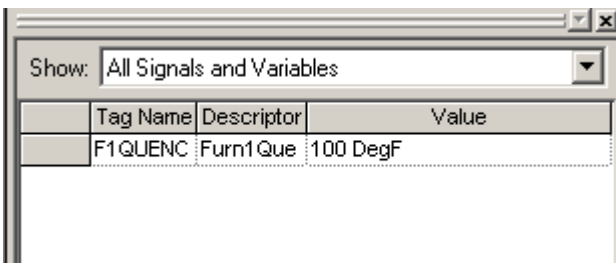 Show: All Signals and Variables
Tag Name Descriptor Value
F1QUENC Furn1Que 100 DegF